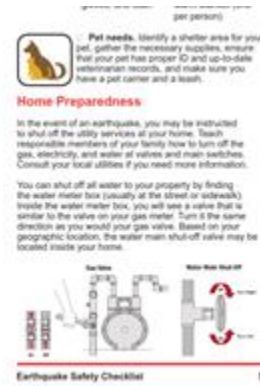 per person)
Pet needs. Identify a shelter area for your
pet, gather the necessary supplies, ensure
that your pet has proper ID and up-to-date
veterinarian records, and make sure you
have a pet carrier and a leash.
Home Preparedness
In the event of an earthquake, you may be instructed
to shut off the utility services at your home. Teach
responsible members of your family how to turn off the
gas, electricity, and water at valves and main switches.
Consult your local utilities if you need more information.
You can shut off all water to your property by finding
the water meter box (usually at the street or sidewalk).
Inside the water meter box, you will see a valve that is
similar to the valve on your gas meter. Turn it the same
direction as you would your gas valve. Based on your
geographic location, the water main shut-off valve may be
located inside your home.
Gas Valve
Water Main Shut-Off
Earthquake Safety Checklist